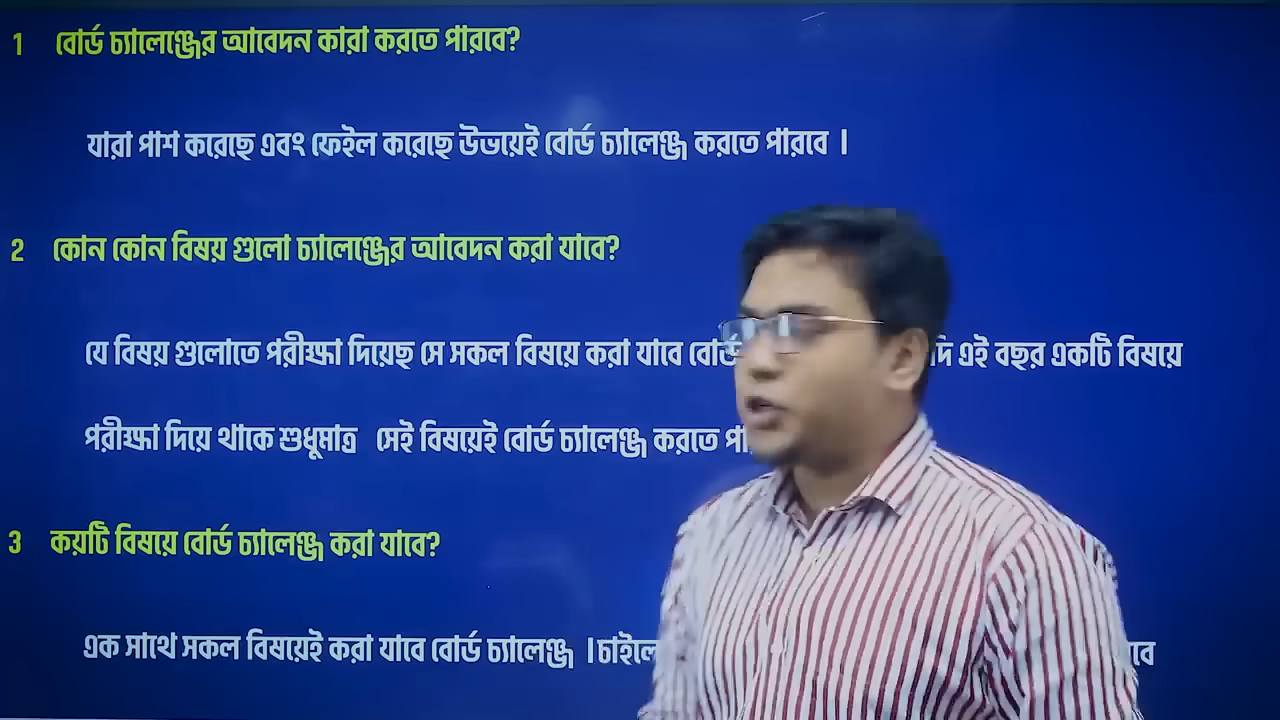 1 বোর্ড চ্যালেঞ্জের আবেদন কারা করতে পারবে?
যারা পাশ করেছে এবং ফেইল করেছে উভয়েই বোর্ড চ্যালেঞ্জ করতে পারবে ।
2 কোন কোন বিষয় গুলো চ্যালেঞ্জের আবেদন করা যাবে?
যে বিষয় গুলোতে পরীক্ষা দিয়েছ সে সকল বিষয়ে করা যাবে এই বছর একটি বিষয়ে
পরীক্ষা দিয়ে থাকে শুধুমাত্র সেই বিষয়েই বোর্ড চ্যালেঞ্জ করতে
3 কয়টি বিষয়ে বোর্ড চ্যালেঞ্জ করা যাবে?
এক সাথে সকল বিষয়েই করা যাবে বোর্ড চ্যালেঞ্জ ।